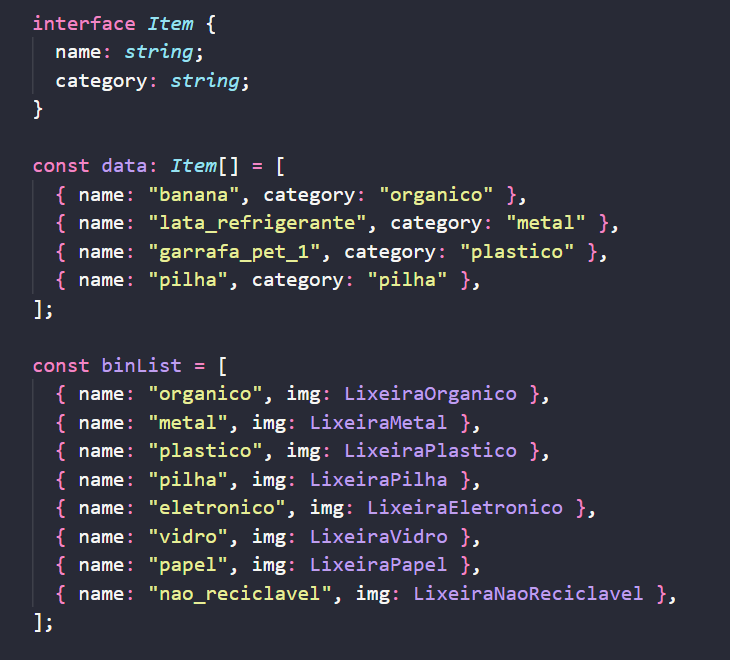 interface Item {
name: string;
category: string;
}
const data: Item[] = [
{ name: "banana", category: "organico" },
{ name: "lata_refrigerante", category: "metal" },
{ name: "garrafa_pet_1", category: "plastico" },
{ name: "pilha", category: "pilha" },
];
const binList = [
{ name: "organico", img: LixeiraOrganico },
{ name: "metal", img: LixeiraMetal },
{ name: "plastico", img: LixeiraPlastico },
{ name: "pilha", img: LixeiraPilha },
{ name: "eletronico", img: LixeiraEletronico },
{ name: "vidro", img: LixeiraVidro },
{ name: "papel", img: LixeiraPapel },
{ name: "nao_reciclavel", img: LixeiraNaoReciclavel },
];